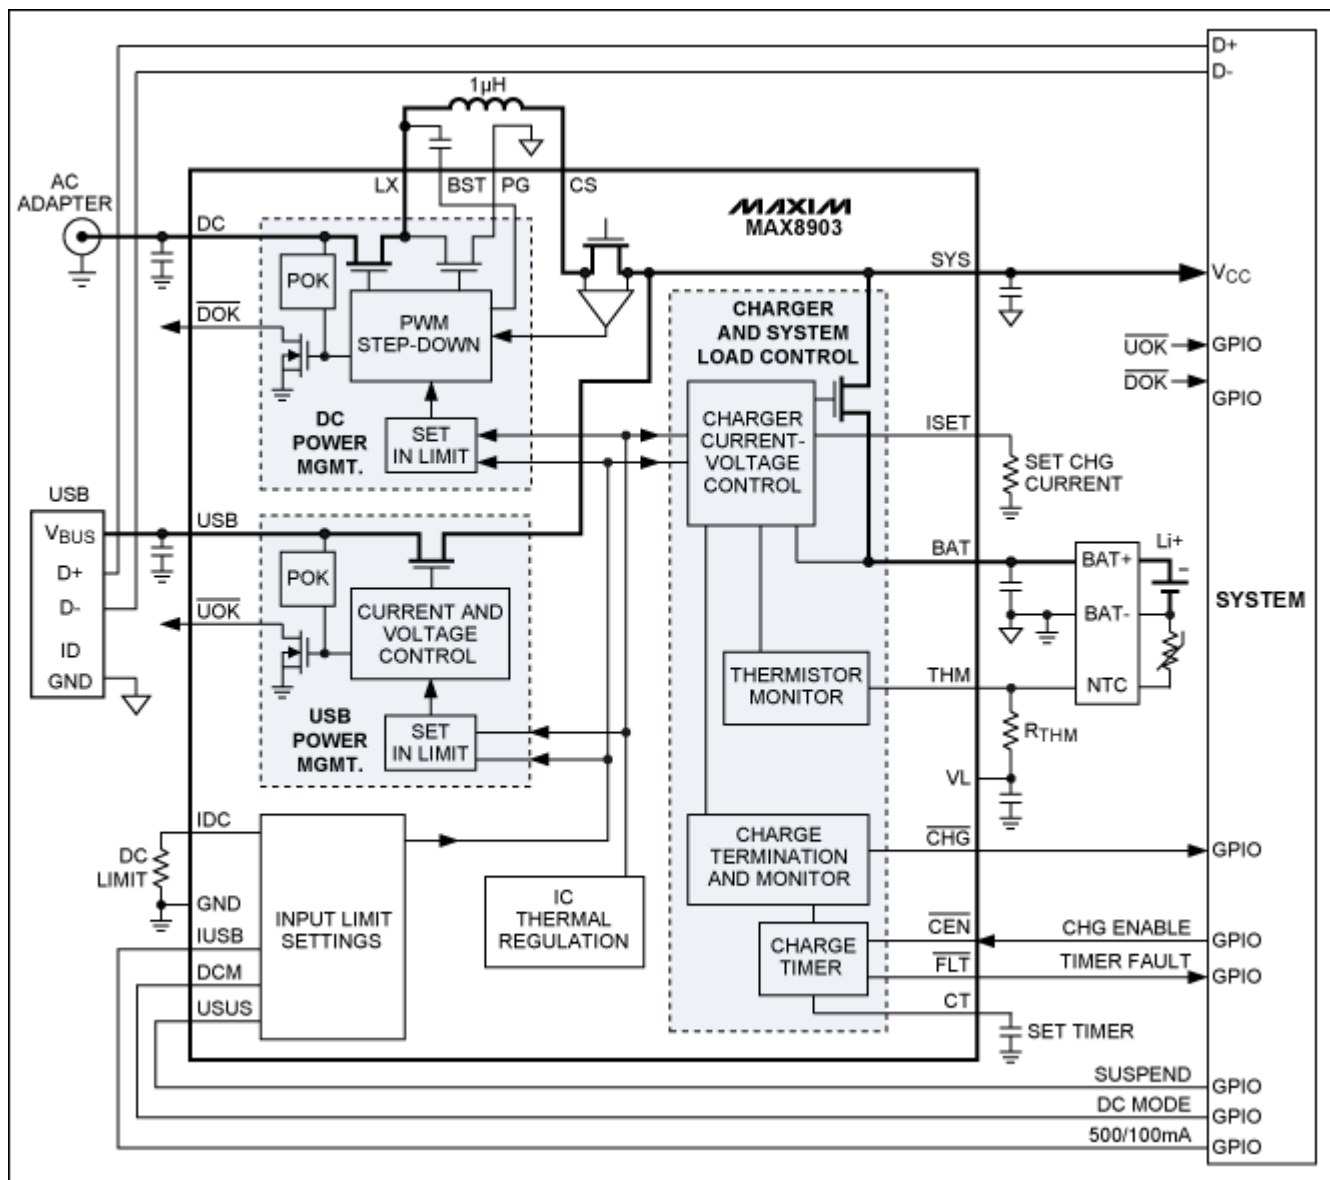 D+
D-
1µH
LX
BST
PG
CS
AC
ADAPTER
DC
MAXIM
MAX8903
SYS
VCC
POK
PWM
STEP-DOWN
DOK
CHARGER
AND SYSTEM
LOAD CONTROL
UOK
GPIO
DOK
GPIO
DC
POWER
MGMT.
SET
IN LIMIT
CHARGER
CURRENT-
VOLTAGE
CONTROL
ISET
SET CHG
CURRENT
USB
VBUS
D+
D-
ID
GND
USB
POK
UOK
CURRENT AND
VOLTAGE
CONTROL
BAT
BAT+
BAT-
NTC
Li+
-
SYSTEM
THERMISTOR
MONITOR
THM
RTHM
VL
USB
POWER
MGMT.
SET
IN LIMIT
IDC
DC
LIMIT
GND
IUSB
DCM
USUS
INPUT LIMIT
SETTINGS
IC
THERMAL
REGULATION
CHARGE
TERMINATION
AND MONITOR
CHG
GPIO
CHARGE
TIMER
CEN
CHG ENABLE
GPIO
FLT
TIMER FAULT
GPIO
CT
SET TIMER
SUSPEND
GPIO
DC MODE
GPIO
500/100mA
GPIO